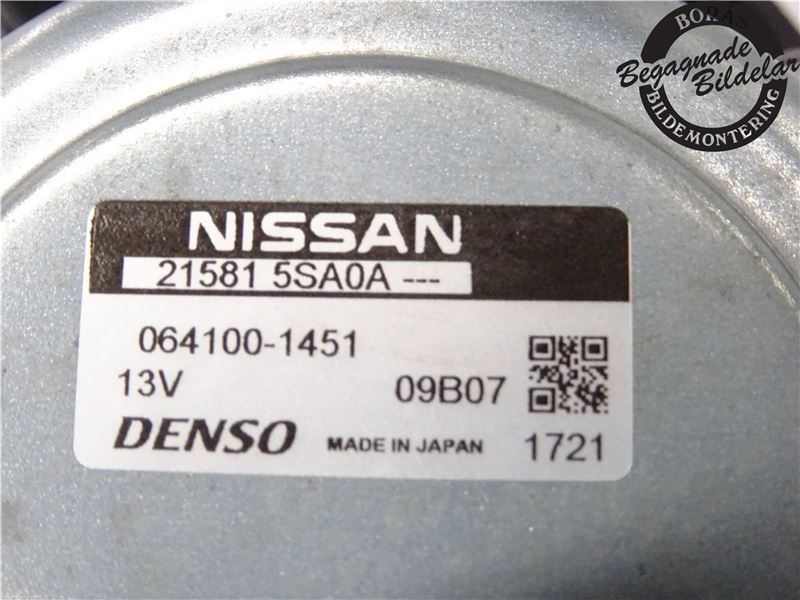 BORÅS
Begagnade
Bildelar
BILDEMONTERING
NISSAN
21581 5SA0A ---
064100-1451
13V 09B07
DENSO MADE IN JAPAN 1721